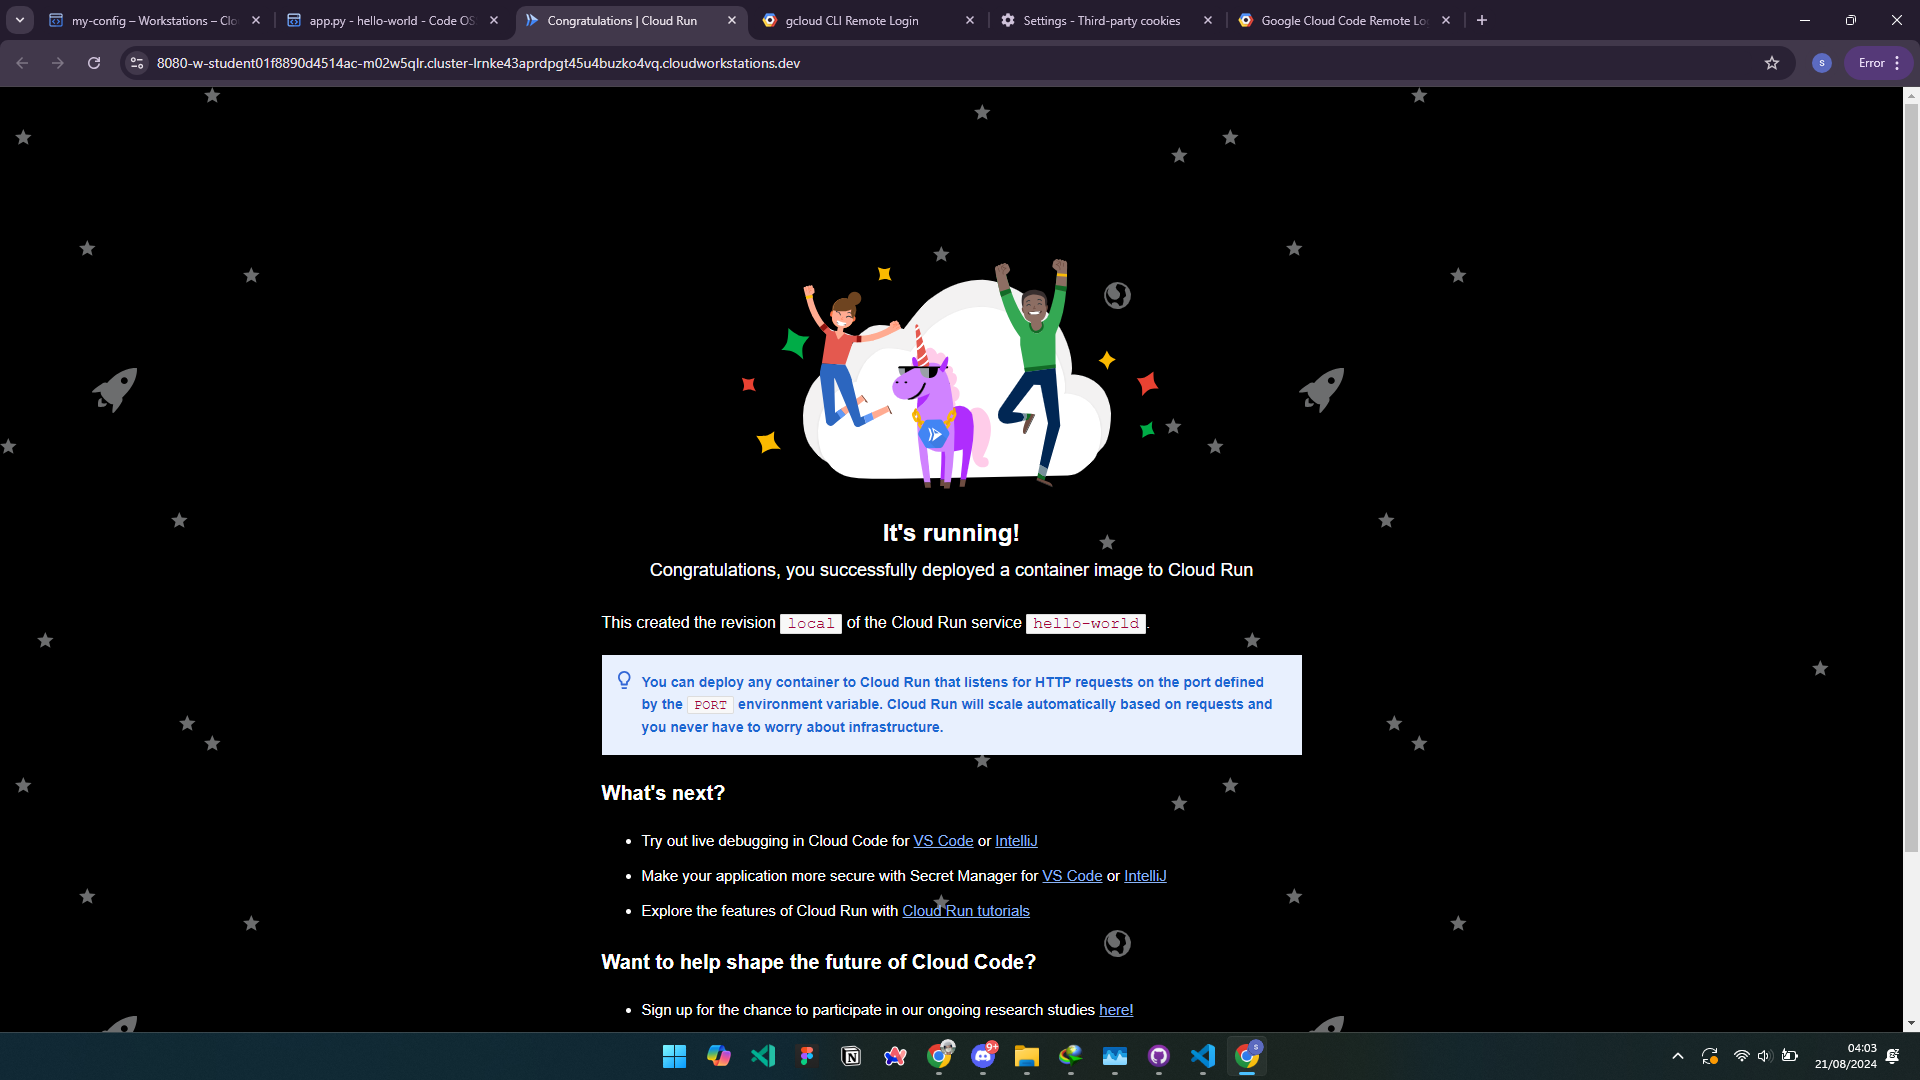 my-config – Workstations – Clo
app.py - hello-world - Code OS
Congratulations | Cloud Run
gcloud CLI Remote Login
Settings - Third-party cookies
Google Cloud Code Remote Lo
8080-w-student01f8890d4514ac-m02w5qlr.cluster-lrnke43aprdpgt45u4buzko4vq.cloudworkstations.dev
s
Error
It's running!
Congratulations, you successfully deployed a container image to Cloud Run
This created the revision local of the Cloud Run service hello-world.
You can deploy any container to Cloud Run that listens for HTTP requests on the port defined
by the PORT environment variable. Cloud Run will scale automatically based on requests and
you never have to worry about infrastructure.
What's next?
Try out live debugging in Cloud Code for VS Code or IntelliJ
Make your application more secure with Secret Manager for VS Code or IntelliJ
Explore the features of Cloud Run with Cloud Run tutorials
Want to help shape the future of Cloud Code?
Sign up for the chance to participate in our ongoing research studies here!
9+
s
04:03
21/08/2024